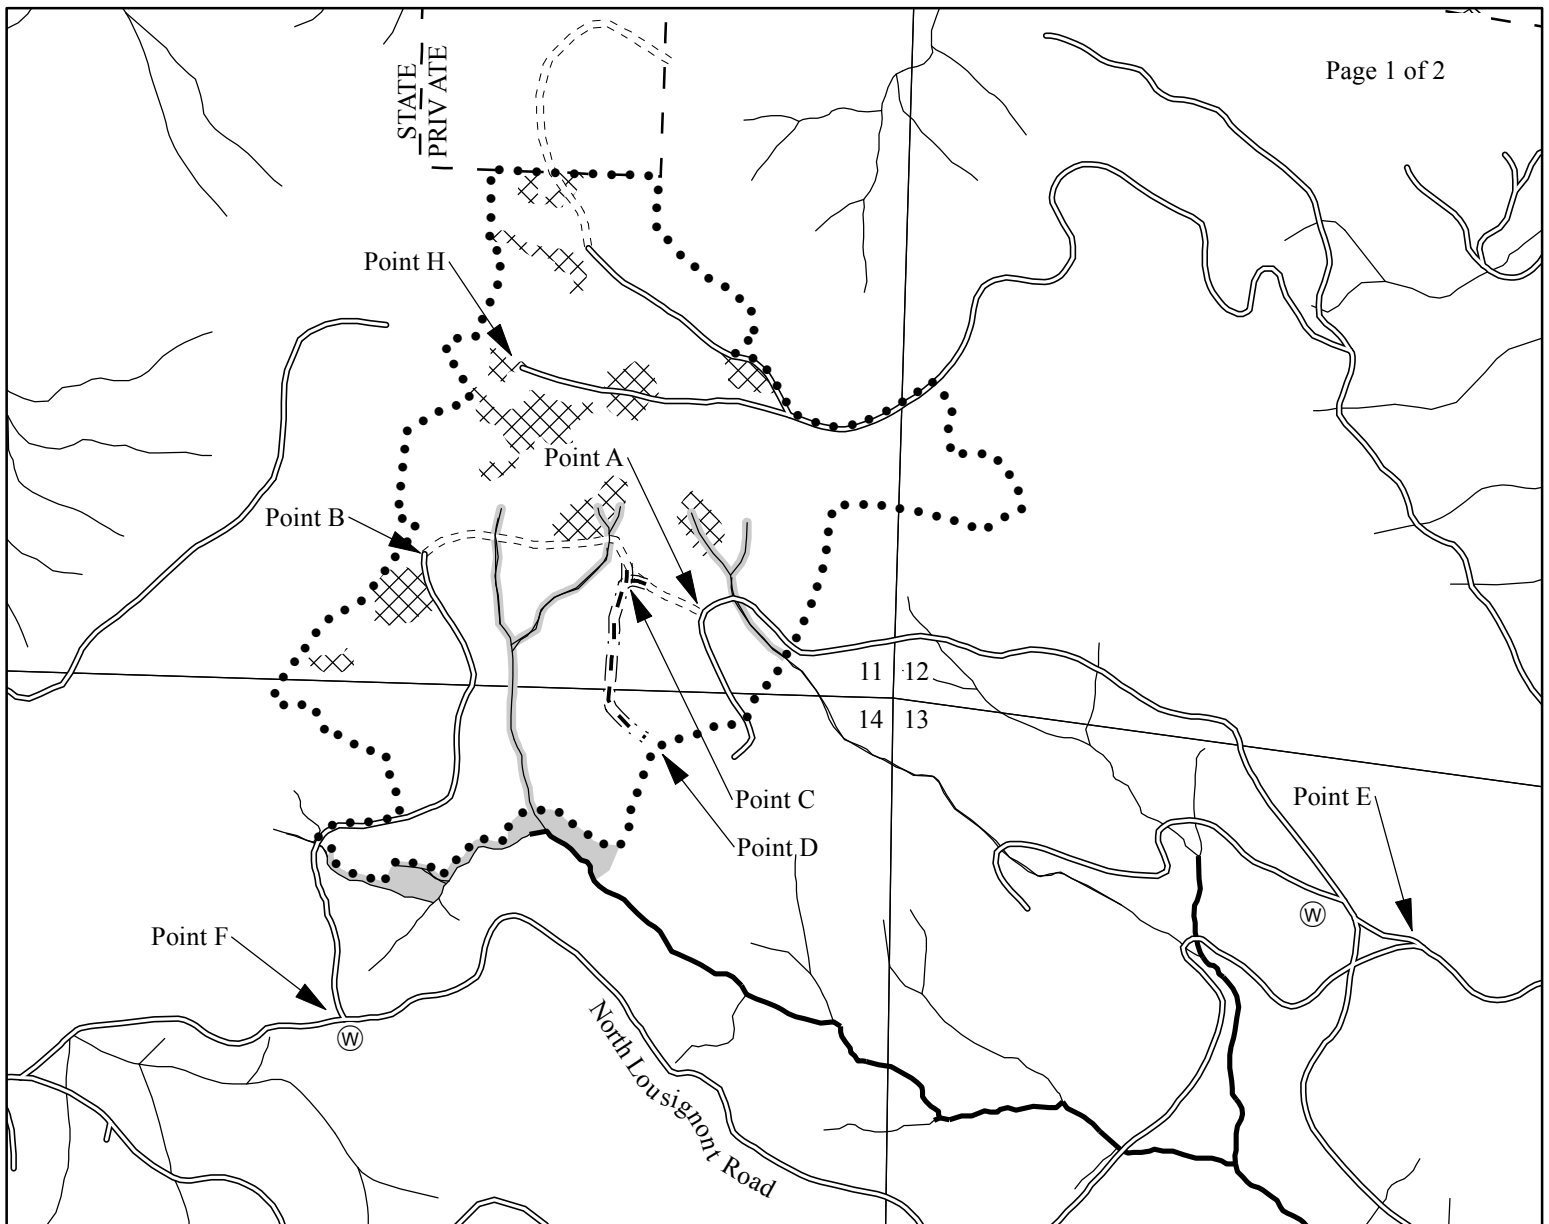 Page 1 of 2
STATE
PRIVATE
Point H
Point A
Point B
11 12
14 13
Point C
Point E
Point D
Point F
W
W
North Lousignont Road